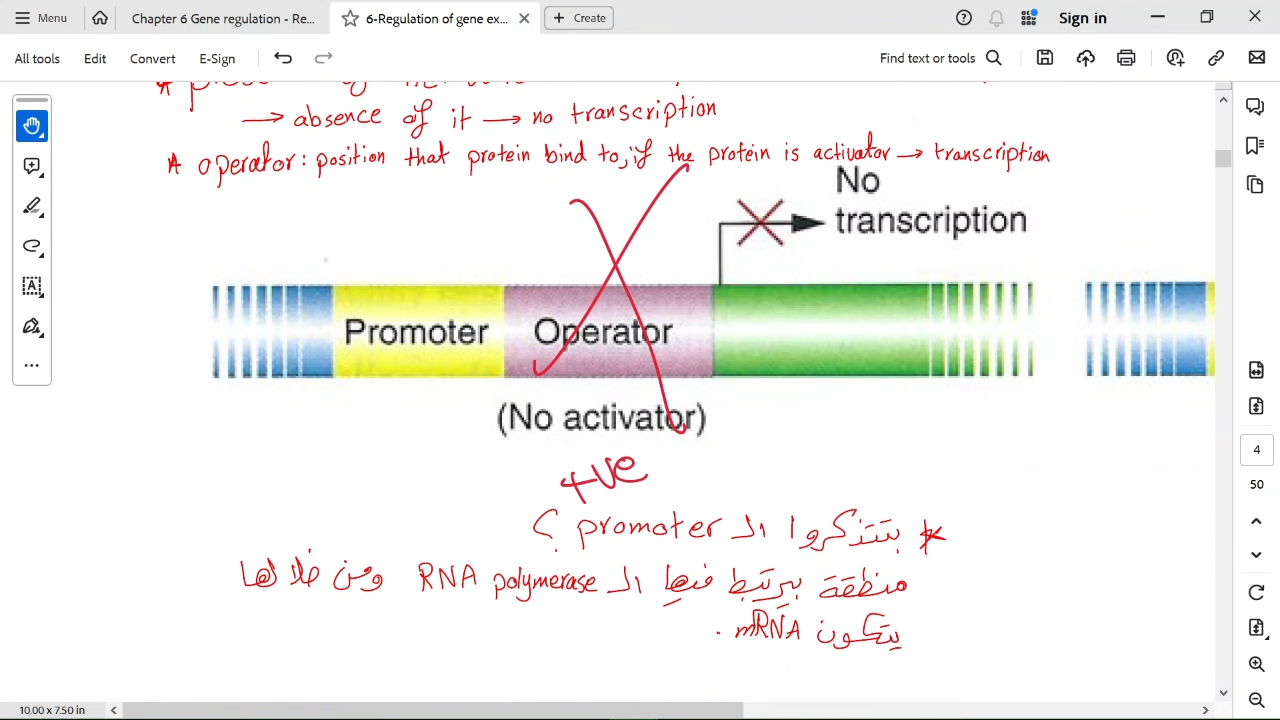 Menu
Chapter 6 Gene regulation - Re...
6-Regulation of gene ex...
Create
Sign in
All tools
Edit
Convert
E-Sign
Find text or tools
→ absence of it → no transcription
operator: position that protein bind to, if the protein is activator → transcription
No
transcription
Promoter
Operator
(No activator)
+ve
* بتتذكروا الـ promoter ؟
منطقة بيرتبط فيها الـ RNA polymerase ومن خلالها
يتكون mRNA .
4
50
10.00 x 7.50 in